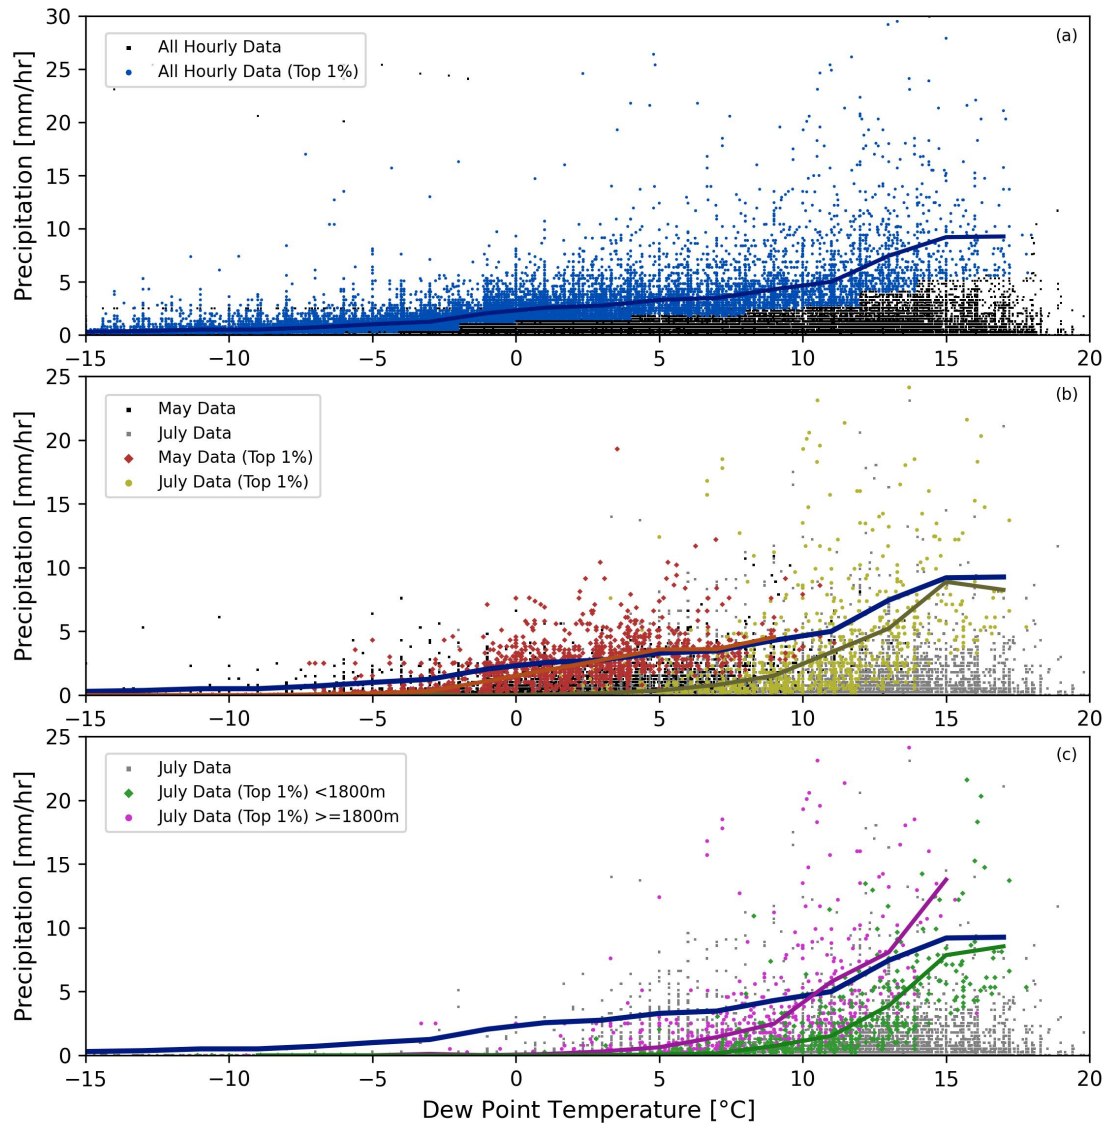 30
25
20
15
10
5
0
Precipitation [mm/hr]
All Hourly Data
All Hourly Data (Top 1%)
(a)
−15 −10 −5 0 5 10 15 20
25
20
15
10
5
0
Precipitation [mm/hr]
May Data
July Data
May Data (Top 1%)
July Data (Top 1%)
(b)
−15 −10 −5 0 5 10 15 20
25
20
15
10
5
0
Precipitation [mm/hr]
July Data
July Data (Top 1%) <1800m
July Data (Top 1%) >=1800m
(c)
−15 −10 −5 0 5 10 15 20
Dew Point Temperature [°C]